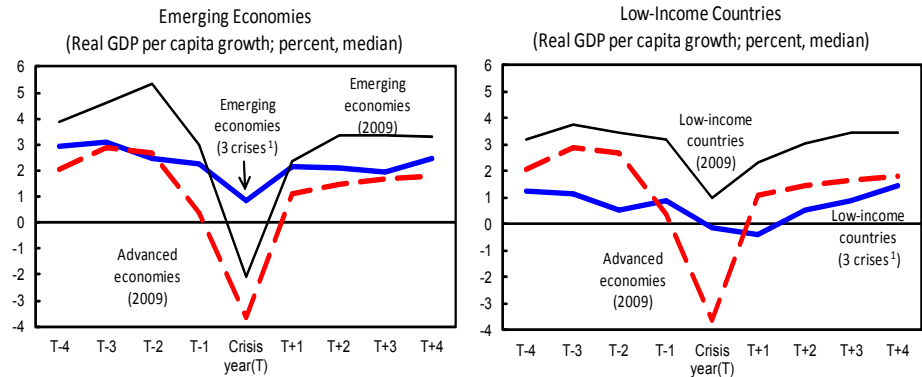 Emerging Economies
(Real GDP per capita growth; percent, median)
6
5
4
3
2
1
0
-1
-2
-3
-4
Emerging
economies
(3 crises¹)
Emerging
economies
(2009)
Advanced
economies
(2009)
T-4 T-3 T-2 T-1 Crisis T+1 T+2 T+3 T+4
year(T)
Low-Income Countries
(Real GDP per capita growth; percent, median)
6
5
4
3
2
1
0
-1
-2
-3
-4
Low-income
countries
(2009)
Advanced
economies
(2009)
Low-income
countries
(3 crises¹)
T-4 T-3 T-2 T-1 Crisis T+1 T+2 T+3 T+4
year(T)